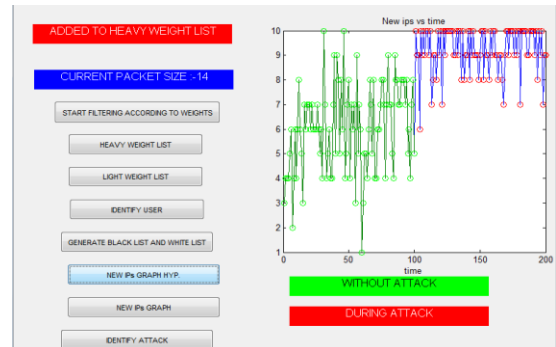 ADDED TO HEAVY WEIGHT LIST
CURRENT PACKET SIZE :-14
START FILTERING ACCORDING TO WEIGHTS
HEAVY WEIGHT LIST
LIGHT WEIGHT LIST
IDENTIFY USER
GENERATE BLACK LIST AND WHITE LIST
NEW IPs GRAPH HYP.
NEW IPs GRAPH
IDENTIFY ATTACK
New ips vs time
10
9
8
7
6
5
4
3
2
1
0 50 100 150 200
time
WITHOUT ATTACK
DURING ATTACK